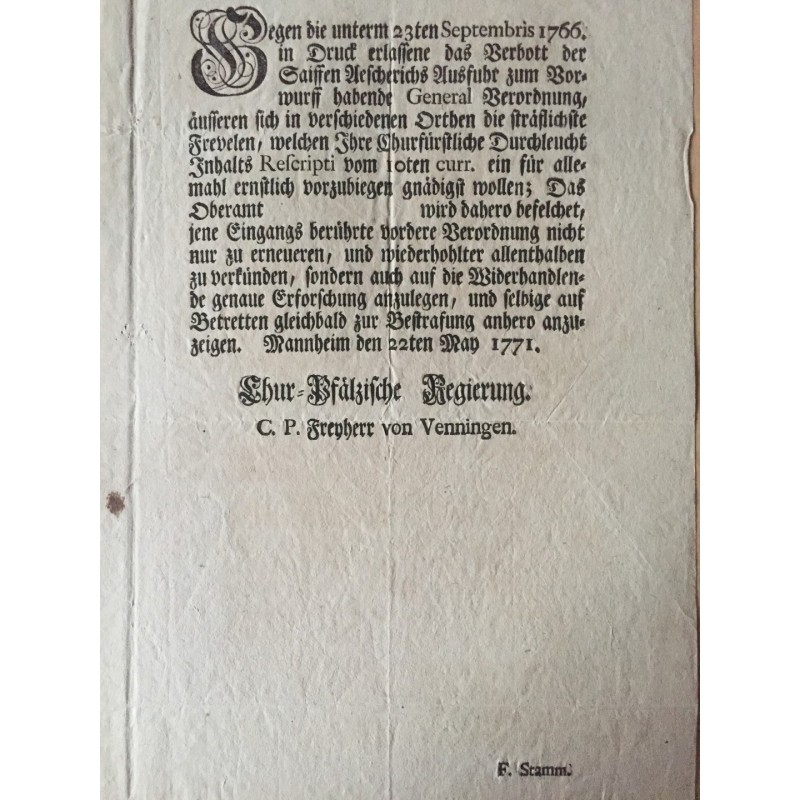 Gegen die unterm 23ten Septembris 1766.
in Druck erlassene das Verbott der
Saiffen Aescherichs Ausfuhr zum Vor-
wurff habende General Verordnung,
äusseren sich in verschiedenen Orthen die sträflichste
Frevelen, welchen Ihre Churfürstliche Durchleucht
Inhalts Rescripti vom 10ten curr. ein für alle-
mahl ernstlich vorzubiegen gnädigst wollen; Das
Oberamt wird dahero befelchet,
jene Eingangs berührte vordere Verordnung nicht
nur zu erneueren, und wiederhohlter allenthalben
zu verkünden, sondern auch auf die Widerhandlen-
de genaue Erforschung anzulegen, und selbige auf
Betretten gleichbald zur Bestrafung anhero anzu-
zeigen. Mannheim den 22ten May 1771.
Chur-Pfälzische Regierung.
C. P. Freyherr von Venningen.
F. Stamm.